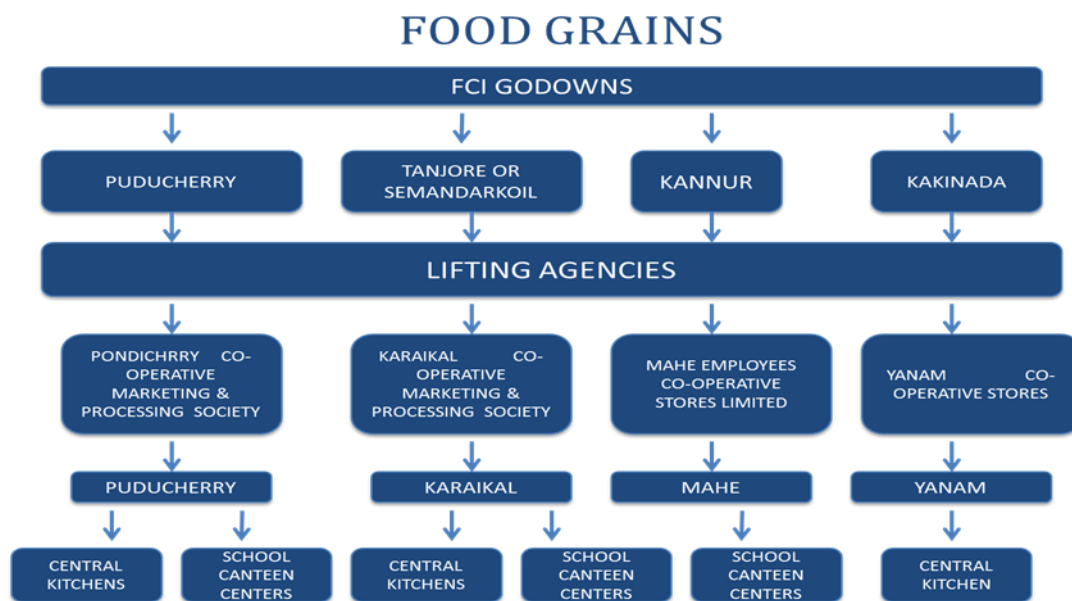 FOOD GRAINS
FCI GODOWNS
PUDUCHERRY
TANJORE OR
SEMANDARKOIL
KANNUR
KAKINADA
LIFTING AGENCIES
PONDICHRRY CO-
OPERATIVE
MARKETING &
PROCESSING SOCIETY
KARAIKAL CO-
OPERATIVE
MARKETING &
PROCESSING SOCIETY
MAHE EMPLOYEES
CO-OPERATIVE
STORES LIMITED
YANAM CO-
OPERATIVE STORES
PUDUCHERRY
KARAIKAL
MAHE
YANAM
CENTRAL
KITCHENS
SCHOOL
CANTEEN
CENTERS
CENTRAL
KITCHENS
SCHOOL
CANTEEN
CENTERS
SCHOOL
CANTEEN
CENTERS
CENTRAL
KITCHEN